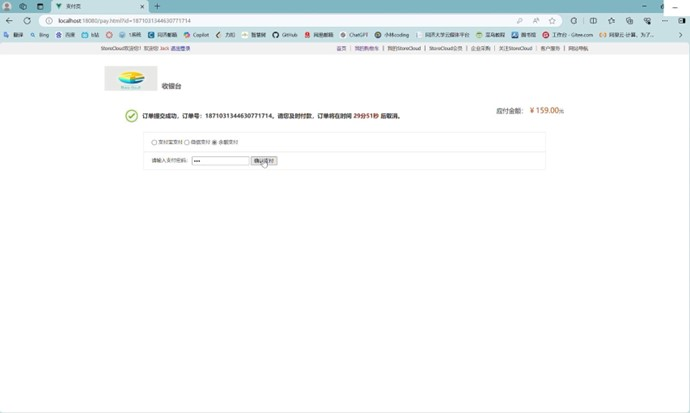 支付页
localhost:18080/pay.html?id=1871031344630771714
翻译 Bing 百度 b站 1系统 闫济邮箱 Copilot 力扣 智慧树 GitHub 网易邮箱 ChatGPT 小林coding 同济大学云媒体平台 菜鸟教程 图书馆 工作台 - Gitee.com 阿里云-计算，为了...
StoreCloud欢迎您！欢迎您 Jack 退出登录 首页 | 我的购物车 | 我的StoreCloud | StoreCloud会员 | 企业采购 | 关注StoreCloud | 客户服务 | 网站导航
收银台
订单提交成功，订单号：1871031344630771714，请您及时付款，订单将在时间 29分51秒 后取消。 应付金额： ￥159.00元
支付宝支付 微信支付 余额支付
请输入支付密码： ••• 确认支付